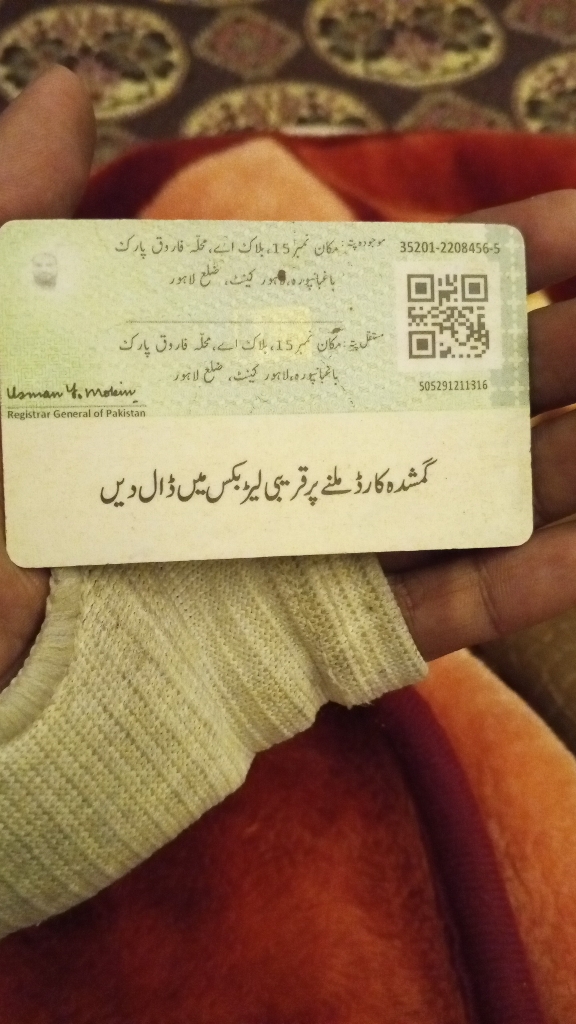 موجودہ پتہ: مکان نمبر 15، بلاک اے، محلہ فاروق پارک
35201-2208456-5
باغبانپورہ، لاہور کینٹ، ضلع لاہور
مستقل پتہ: مکان نمبر 15، بلاک اے، محلہ فاروق پارک
باغبانپورہ، لاہور کینٹ، ضلع لاہور
505291211316
Usman Y. Mobin
Registrar General of Pakistan
گمشدہ کارڈ ملنے پر قریبی لیٹر بکس میں ڈال دیں